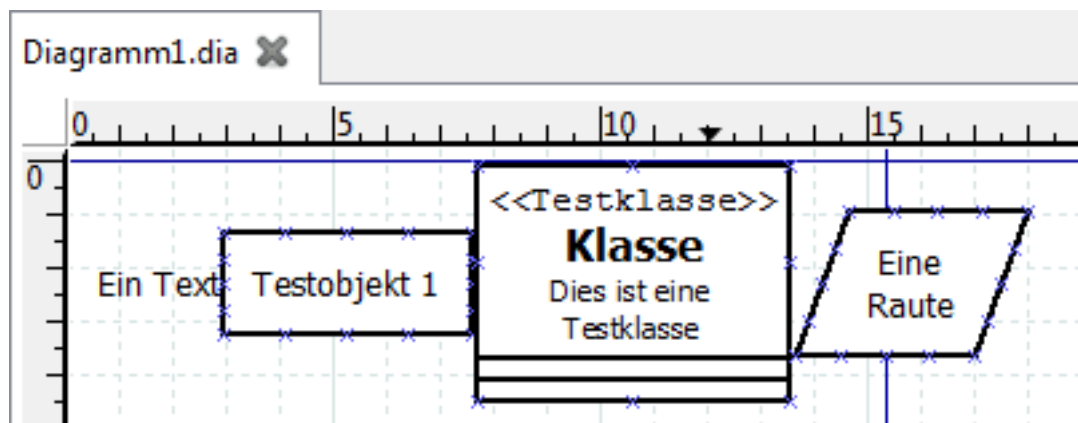 Diagramm1.dia
0 5 10 15
0
<<Testklasse>>
Klasse
Dies ist eine
Testklasse
Ein Text
Testobjekt 1
Eine
Raute